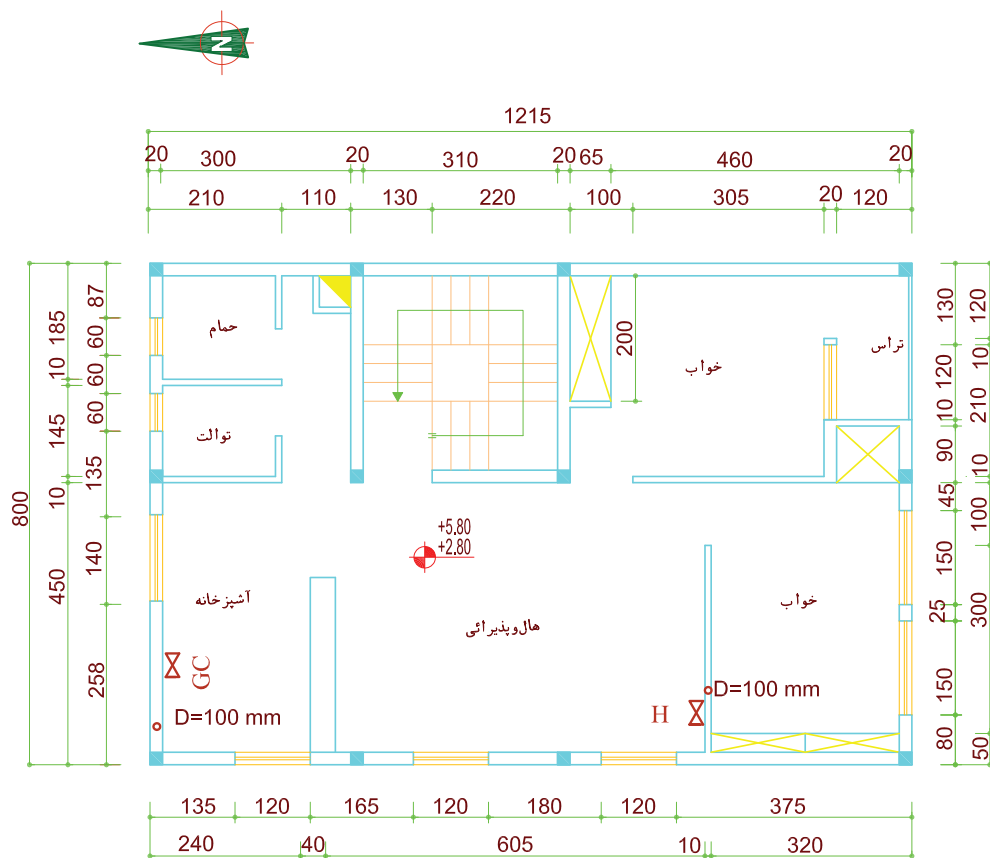 N
1215
20 300 20 310 20 65 460 20
210 110 130 220 100 305 20 120
800
185 10 145 10 450
87 60 60 60 135 140 258
130 120 10 90 45 150 25 150 80
120 10 210 10 100 300 50
حمام
توالت
200
خواب
تراس
+5.80
+2.80
آشپزخانه
هال‌وپذیرائی
خواب
GC
D=100 mm
H
D=100 mm
135 120 165 120 180 120 375
240 40 605 10 320